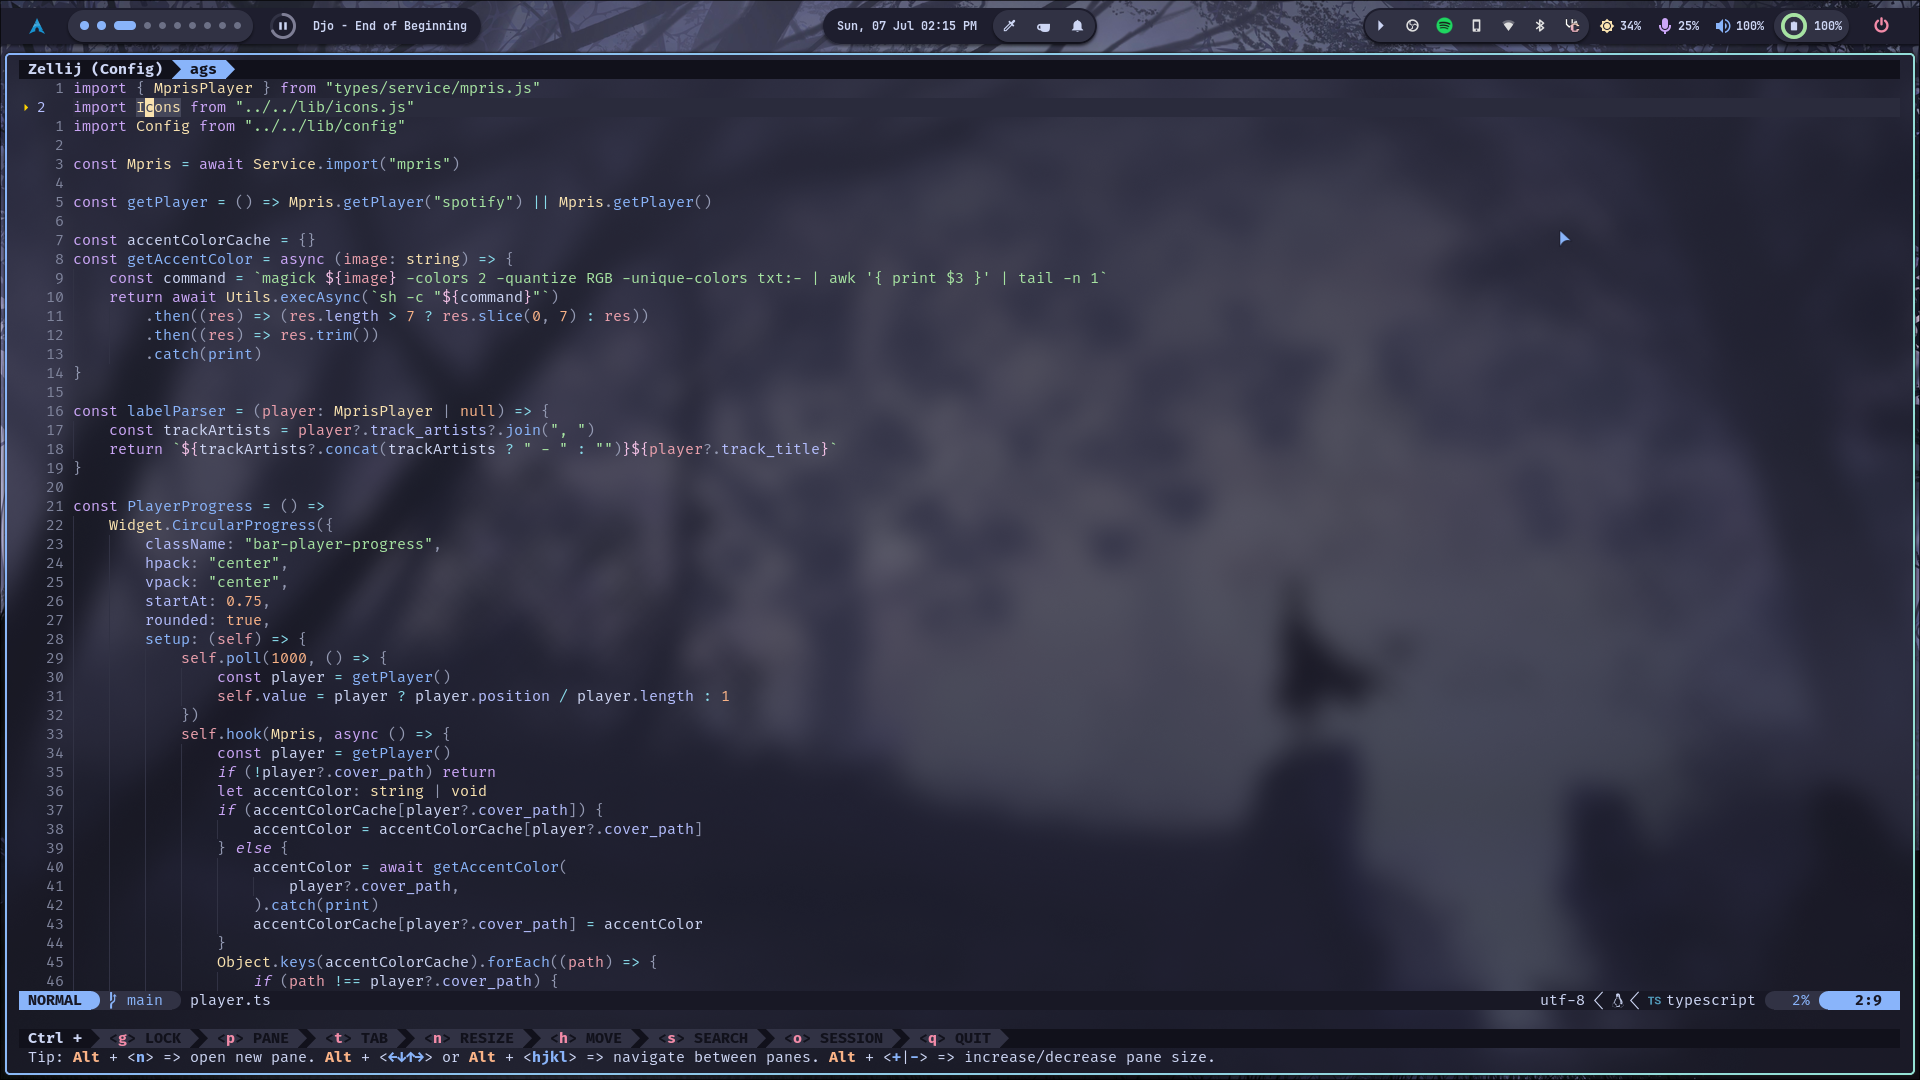 Djo - End of Beginning
Sun, 07 Jul 02:15 PM
34% 25% 100% 100%
Zellij (Config) ags
1 import { MprisPlayer } from "types/service/mpris.js"
2 import Icons from "../../lib/icons.js"
1 import Config from "../../lib/config"
2
3 const Mpris = await Service.import("mpris")
4
5 const getPlayer = () => Mpris.getPlayer("spotify") || Mpris.getPlayer()
6
7 const accentColorCache = {}
8 const getAccentColor = async (image: string) => {
9 const command = `magick ${image} -colors 2 -quantize RGB -unique-colors txt:- | awk '{ print $3 }' | tail -n 1`
10 return await Utils.execAsync(`sh -c "${command}"`)
11 .then((res) => (res.length > 7 ? res.slice(0, 7) : res))
12 .then((res) => res.trim())
13 .catch(print)
14 }
15
16 const labelParser = (player: MprisPlayer | null) => {
17 const trackArtists = player?.track_artists?.join(", ")
18 return `${trackArtists?.concat(trackArtists ? " - " : "")}${player?.track_title}`
19 }
20
21 const PlayerProgress = () =>
22 Widget.CircularProgress({
23 className: "bar-player-progress",
24 hpack: "center",
25 vpack: "center",
26 startAt: 0.75,
27 rounded: true,
28 setup: (self) => {
29 self.poll(1000, () => {
30 const player = getPlayer()
31 self.value = player ? player.position / player.length : 1
32 })
33 self.hook(Mpris, async () => {
34 const player = getPlayer()
35 if (!player?.cover_path) return
36 let accentColor: string | void
37 if (accentColorCache[player?.cover_path]) {
38 accentColor = accentColorCache[player?.cover_path]
39 } else {
40 accentColor = await getAccentColor(
41 player?.cover_path,
42 ).catch(print)
43 accentColorCache[player?.cover_path] = accentColor
44 }
45 Object.keys(accentColorCache).forEach((path) => {
46 if (path !== player?.cover_path) {
NORMAL main player.ts utf-8 TS typescript 2% 2:9
Ctrl + <g> LOCK <p> PANE <t> TAB <n> RESIZE <h> MOVE <s> SEARCH <o> SESSION <q> QUIT
Tip: Alt + <n> => open new pane. Alt + <←↓↑→> or Alt + <hjkl> => navigate between panes. Alt + <+|-> => increase/decrease pane size.